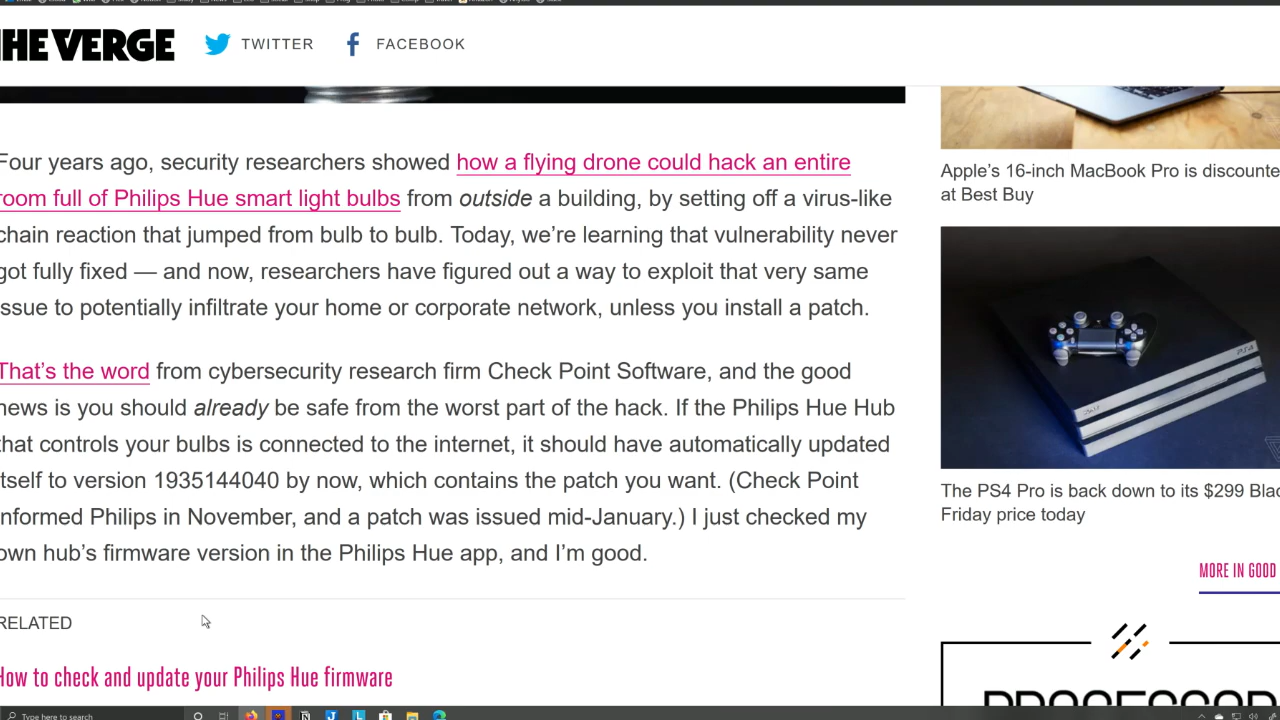 THE VERGE
TWITTER
FACEBOOK
Four years ago, security researchers showed how a flying drone could hack an entire
room full of Philips Hue smart light bulbs from outside a building, by setting off a virus-like
chain reaction that jumped from bulb to bulb. Today, we’re learning that vulnerability never
got fully fixed — and now, researchers have figured out a way to exploit that very same
issue to potentially infiltrate your home or corporate network, unless you install a patch.
That’s the word from cybersecurity research firm Check Point Software, and the good
news is you should already be safe from the worst part of the hack. If the Philips Hue Hub
that controls your bulbs is connected to the internet, it should have automatically updated
itself to version 1935144040 by now, which contains the patch you want. (Check Point
informed Philips in November, and a patch was issued mid-January.) I just checked my
own hub’s firmware version in the Philips Hue app, and I’m good.
RELATED
How to check and update your Philips Hue firmware
Apple’s 16-inch MacBook Pro is discounte
at Best Buy
The PS4 Pro is back down to its $299 Blac
Friday price today
MORE IN GOOD
PROCESSOR
Type here to search